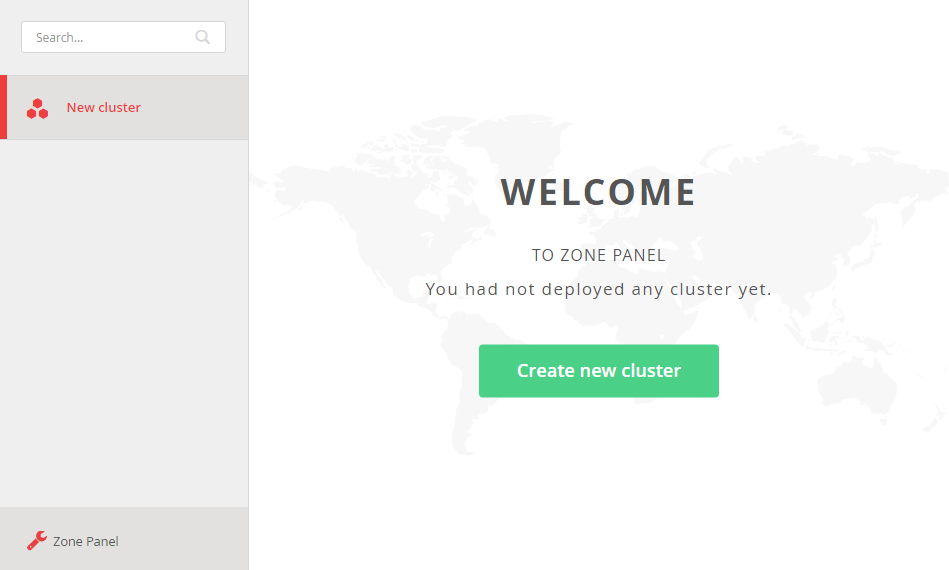 Search...
New cluster
WELCOME
TO ZONE PANEL
You had not deployed any cluster yet.
Create new cluster
Zone Panel